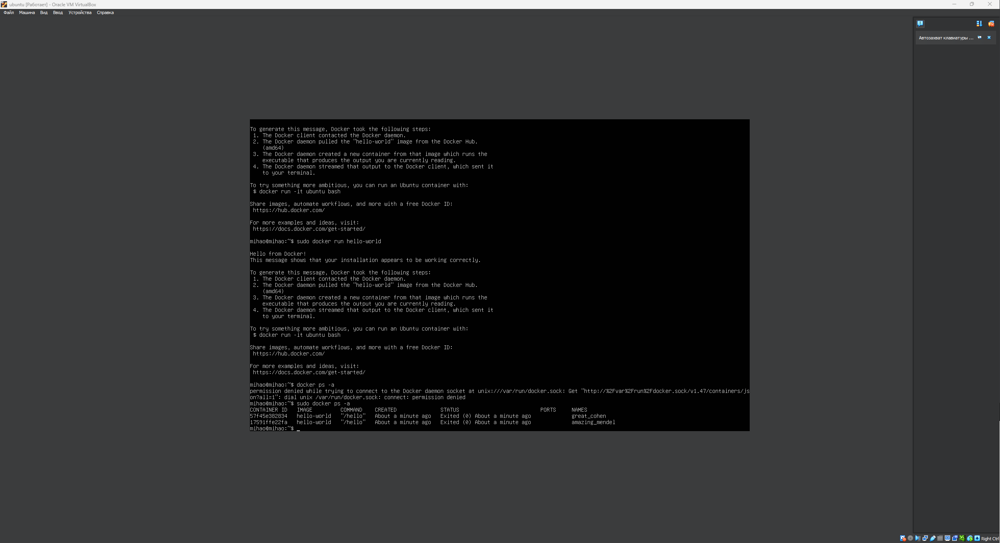 ubuntu [Работает] - Oracle VM VirtualBox
Файл Машина Вид Ввод Устройства Справка
Автозахват клавиатуры ...
To generate this message, Docker took the following steps:
1. The Docker client contacted the Docker daemon.
2. The Docker daemon pulled the "hello-world" image from the Docker Hub.
(amd64)
3. The Docker daemon created a new container from that image which runs the
executable that produces the output you are currently reading.
4. The Docker daemon streamed that output to the Docker client, which sent it
to your terminal.
To try something more ambitious, you can run an Ubuntu container with:
$ docker run -it ubuntu bash
Share images, automate workflows, and more with a free Docker ID:
https://hub.docker.com/
For more examples and ideas, visit:
https://docs.docker.com/get-started/
mihao@mihao:~$ sudo docker run hello-world
Hello from Docker!
This message shows that your installation appears to be working correctly.
To generate this message, Docker took the following steps:
1. The Docker client contacted the Docker daemon.
2. The Docker daemon pulled the "hello-world" image from the Docker Hub.
(amd64)
3. The Docker daemon created a new container from that image which runs the
executable that produces the output you are currently reading.
4. The Docker daemon streamed that output to the Docker client, which sent it
to your terminal.
To try something more ambitious, you can run an Ubuntu container with:
$ docker run -it ubuntu bash
Share images, automate workflows, and more with a free Docker ID:
https://hub.docker.com/
For more examples and ideas, visit:
https://docs.docker.com/get-started/
mihao@mihao:~$ docker ps -a
permission denied while trying to connect to the Docker daemon socket at unix:///var/run/docker.sock: Get "http://%2Fvar%2Frun%2Fdocker.sock/v1.47/containers/js
on?all=1": dial unix /var/run/docker.sock: connect: permission denied
mihao@mihao:~$ sudo docker ps -a
CONTAINER ID IMAGE COMMAND CREATED STATUS PORTS NAMES
57f45e382834 hello-world "/hello" About a minute ago Exited (0) About a minute ago great_cohen
17591ffe22fa hello-world "/hello" About a minute ago Exited (0) About a minute ago amazing_mendel
mihao@mihao:~$ _
Right Ctrl